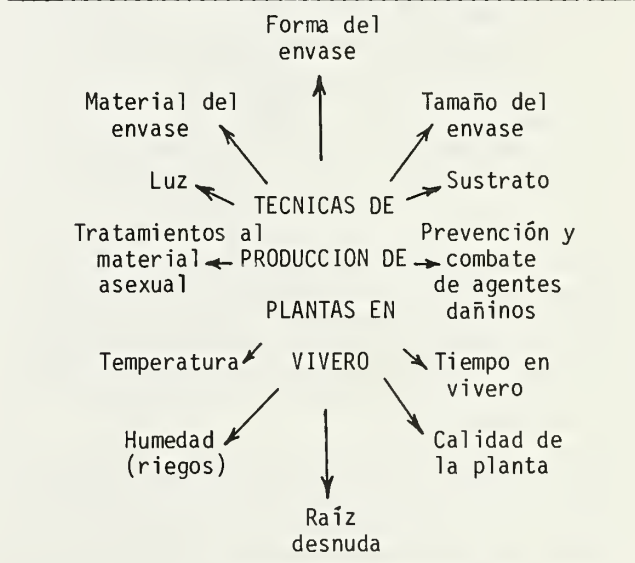 Forma del
envase
Material del
envase
Tamaño del
envase
Luz
Sustrato
TECNICAS DE
PRODUCCION DE
PLANTAS EN
VIVERO
Tratamientos al
material
asexual
Prevención y
combate
de agentes
dañinos
Temperatura
Tiempo en
vivero
Humedad
(riegos)
Calidad de
la planta
Raíz
desnuda